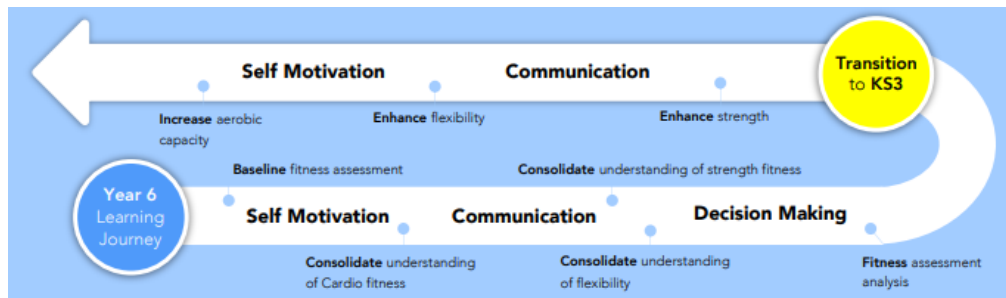 Self Motivation
Communication
Transition
to KS3
Increase aerobic
capacity
Enhance flexibility
Enhance strength
Baseline fitness assessment
Consolidate understanding of strength fitness
Year 6
Learning
Journey
Self Motivation
Communication
Decision Making
Consolidate understanding
of Cardio fitness
Consolidate understanding
of flexibility
Fitness assessment
analysis